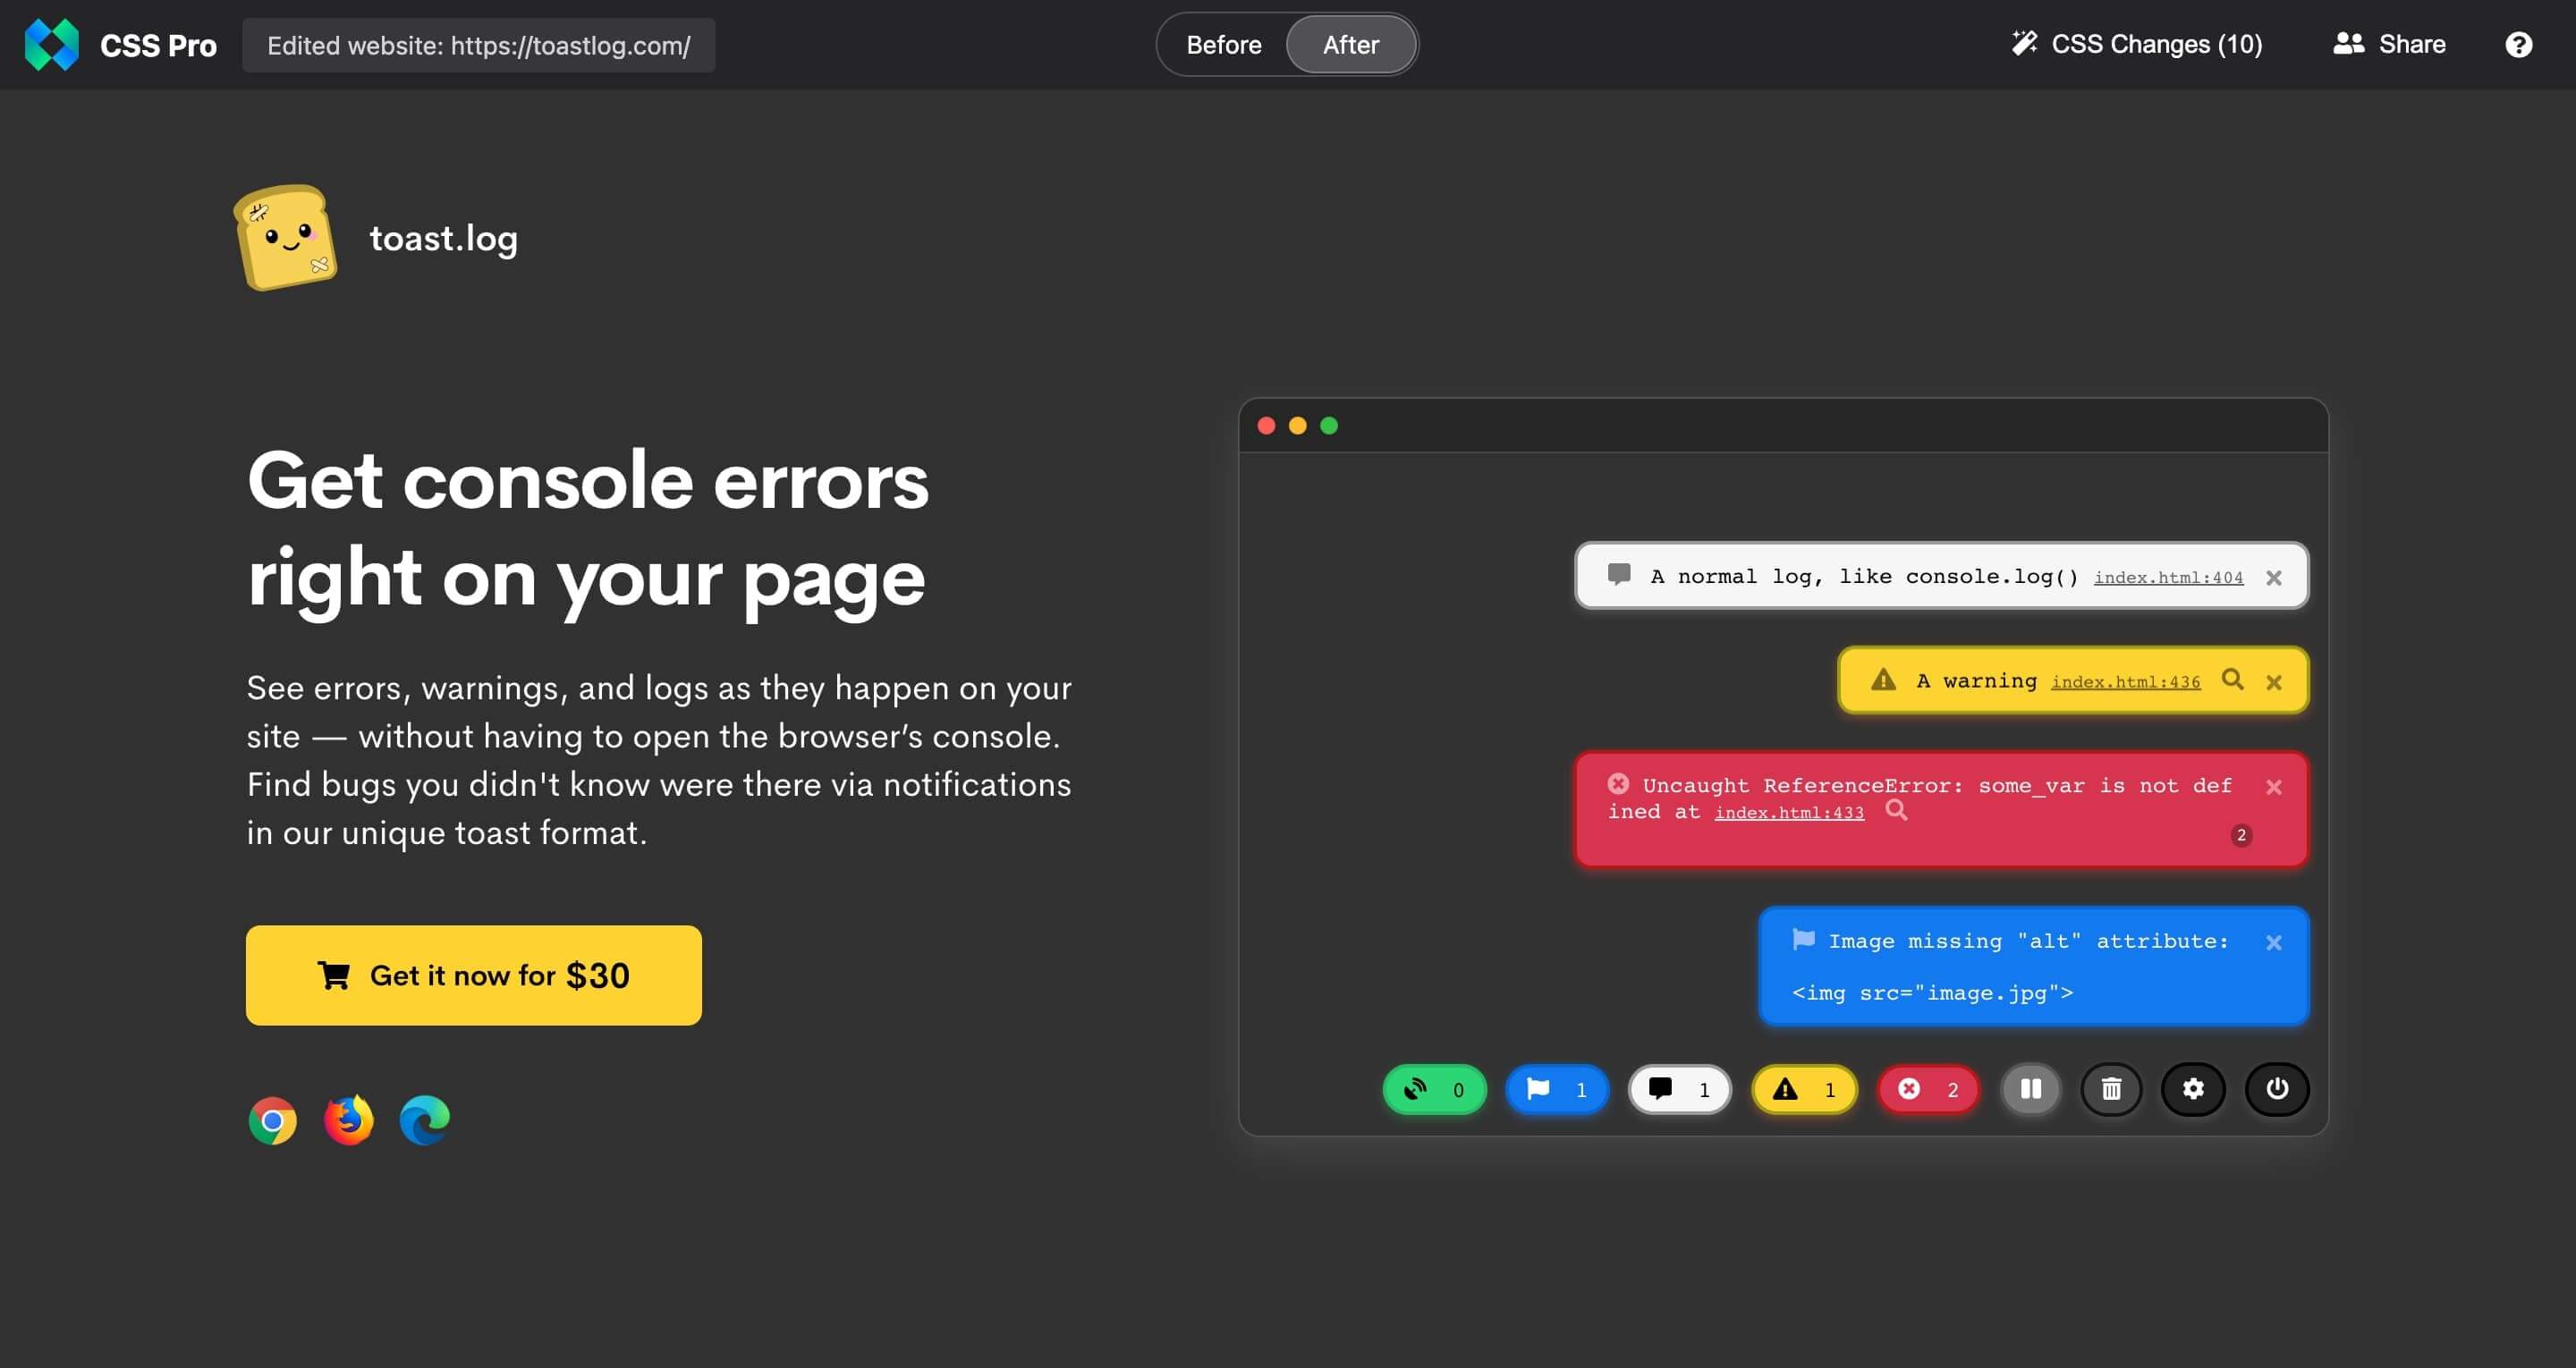 CSS Pro
Edited website: https://toastlog.com/
Before
After
CSS Changes (10)
Share
?
toast.log
Get console errors
right on your page
See errors, warnings, and logs as they happen on your
site — without having to open the browser’s console.
Find bugs you didn't know were there via notifications
in our unique toast format.
Get it now for $30
A normal log, like console.log() index.html:404
A warning index.html:436
Uncaught ReferenceError: some_var is not def
ined at index.html:433
2
Image missing "alt" attribute:
<img src="image.jpg">
0
1
1
1
2